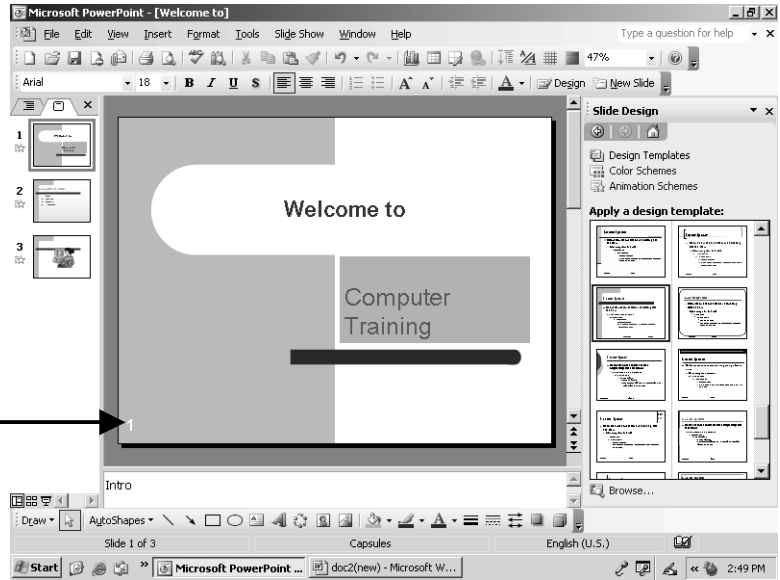 Microsoft PowerPoint - [Welcome to]
File Edit View Insert Format Tools Slide Show Window Help
Type a question for help
47%
Arial 18 B I U S A A A Design New Slide
1
2
3
Welcome to
Computer
Training
1
Slide Design
Design Templates
Color Schemes
Animation Schemes
Apply a design template:
Browse...
Intro
Draw AutoShapes A
Slide 1 of 3 Capsules English (U.S.)
Start » Microsoft PowerPoint ... doc2(new) - Microsoft W... « 2:49 PM